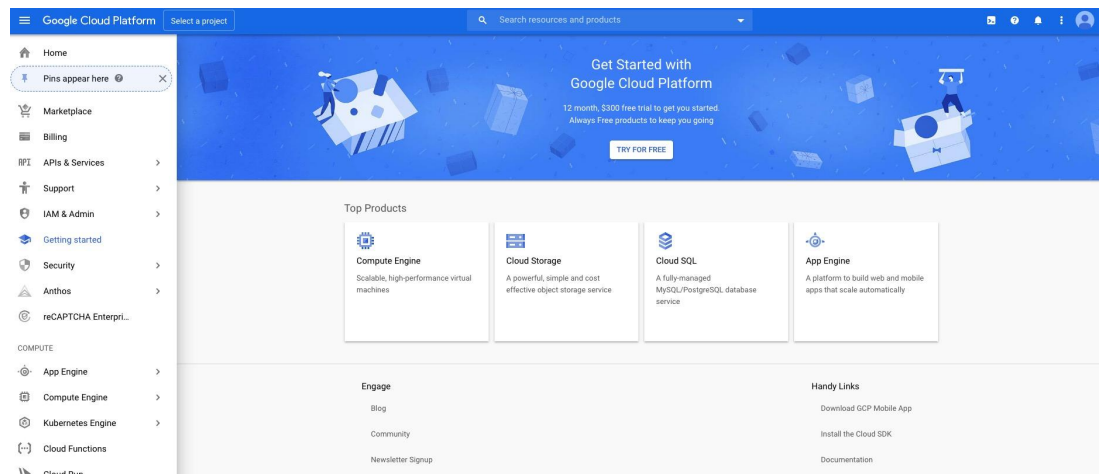 Google Cloud Platform
Select a project
Search resources and products
Home
Pins appear here
Marketplace
Billing
API APIs & Services
Support
IAM & Admin
Getting started
Security
Anthos
reCAPTCHA Enterpri...
COMPUTE
App Engine
Compute Engine
Kubernetes Engine
Cloud Functions
Cloud Run
Get Started with
Google Cloud Platform
12 month, $300 free trial to get you started.
Always Free products to keep you going
TRY FOR FREE
Top Products
Compute Engine
Scalable, high-performance virtual
machines
Cloud Storage
A powerful, simple and cost
effective object storage service
Cloud SQL
A fully-managed
MySQL/PostgreSQL database
service
App Engine
A platform to build web and mobile
apps that scale automatically
Engage
Blog
Community
Newsletter Signup
Handy Links
Download GCP Mobile App
Install the Cloud SDK
Documentation